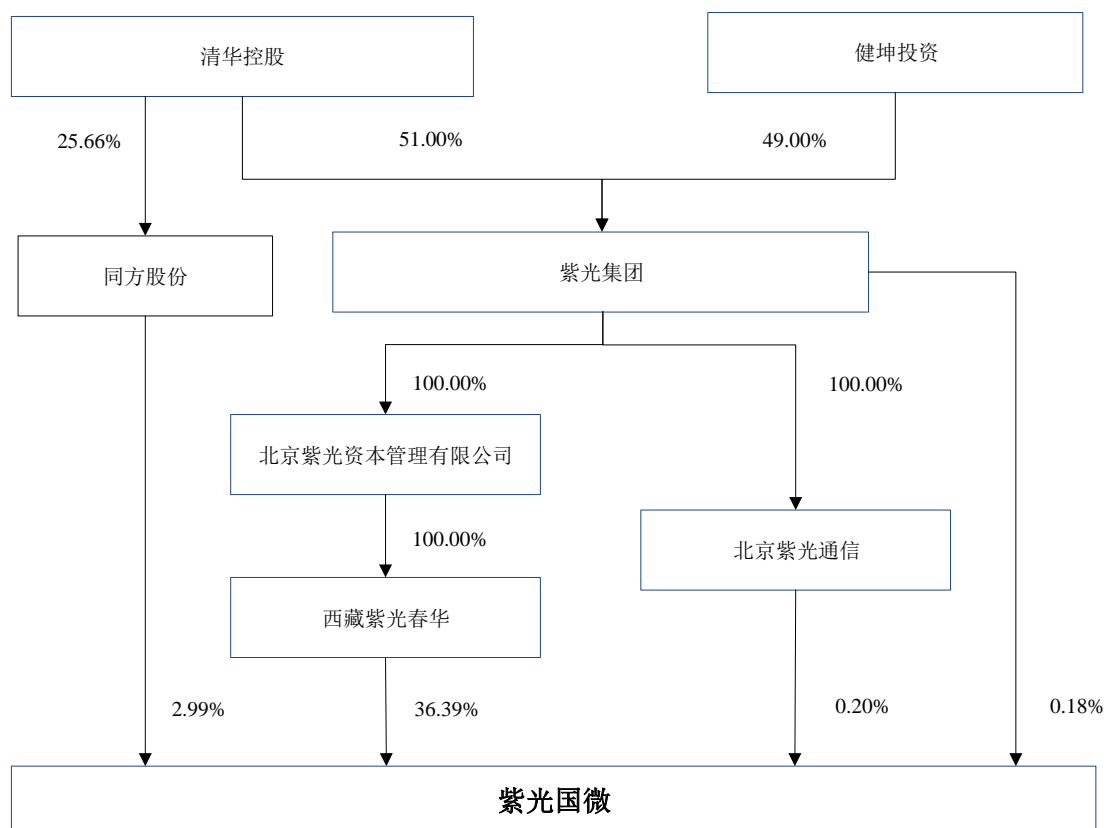 清华控股
健坤投资
25.66%
51.00%
49.00%
同方股份
紫光集团
100.00%
100.00%
北京紫光资本管理有限公司
100.00%
北京紫光通信
西藏紫光春华
2.99%
36.39%
0.20%
0.18%
紫光国微